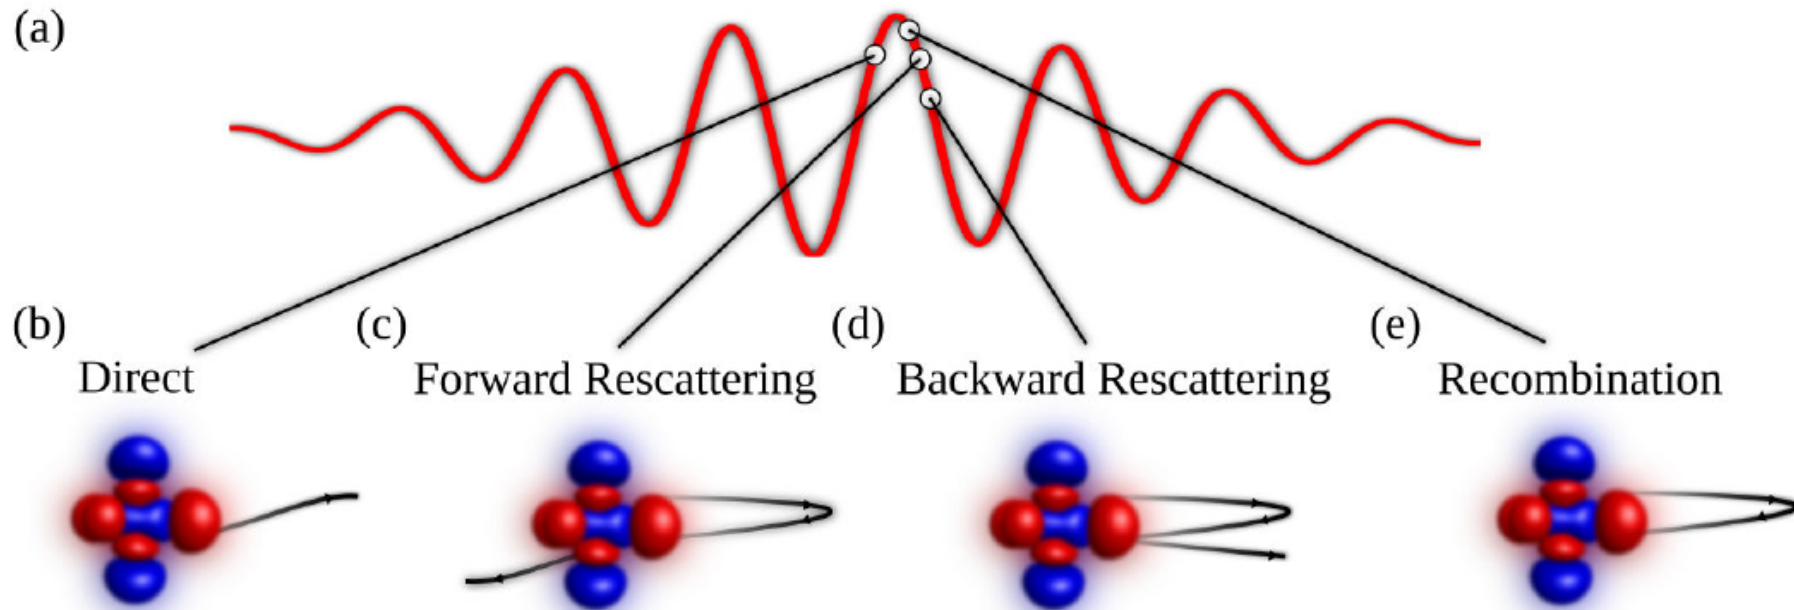 (a)
(b) (c) (d) (e)
Direct Forward Rescattering Backward Rescattering Recombination